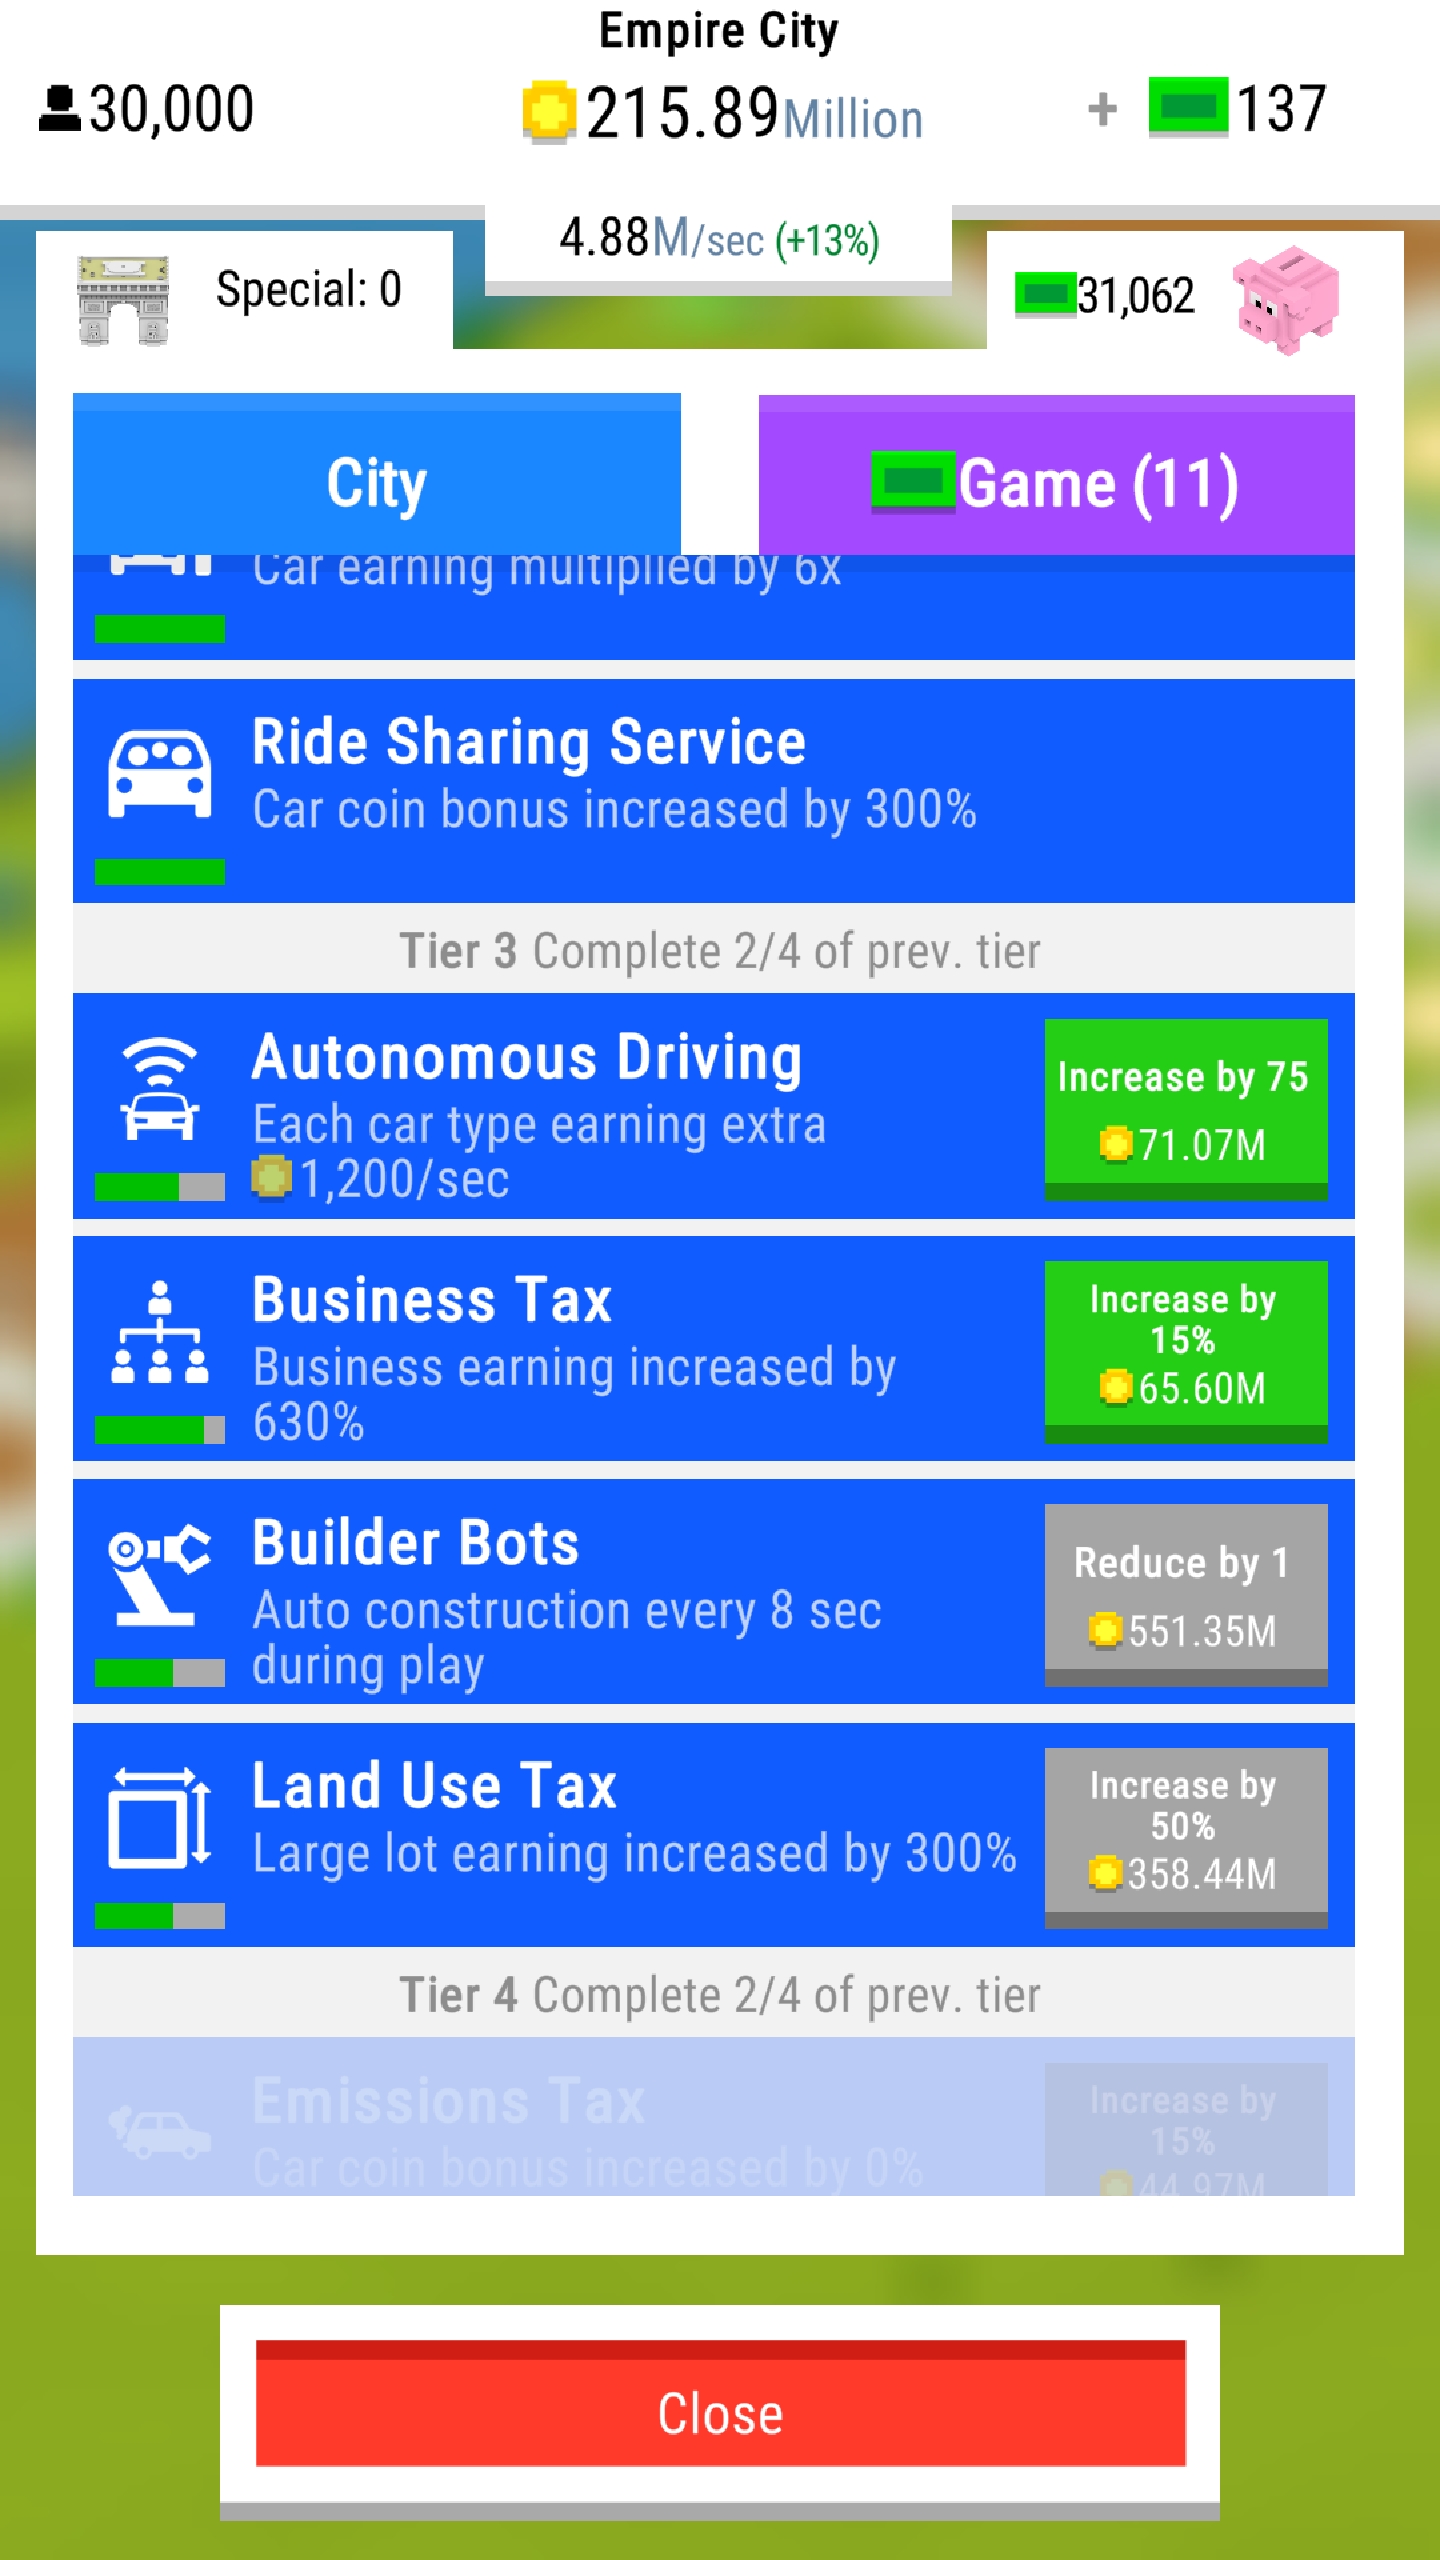 Empire City
30,000
215.89Million
+ 137
4.88M/sec (+13%)
Special: 0
31,062
City
Game (11)
Car earning multiplied by 6x
Ride Sharing Service
Car coin bonus increased by 300%
Tier 3 Complete 2/4 of prev. tier
Autonomous Driving
Each car type earning extra
1,200/sec
Increase by 75
71.07M
Business Tax
Business earning increased by
630%
Increase by
15%
65.60M
Builder Bots
Auto construction every 8 sec
during play
Reduce by 1
551.35M
Land Use Tax
Large lot earning increased by 300%
Increase by
50%
358.44M
Tier 4 Complete 2/4 of prev. tier
Emissions Tax
Car coin bonus increased by 0%
Increase by
15%
44.97M
Close